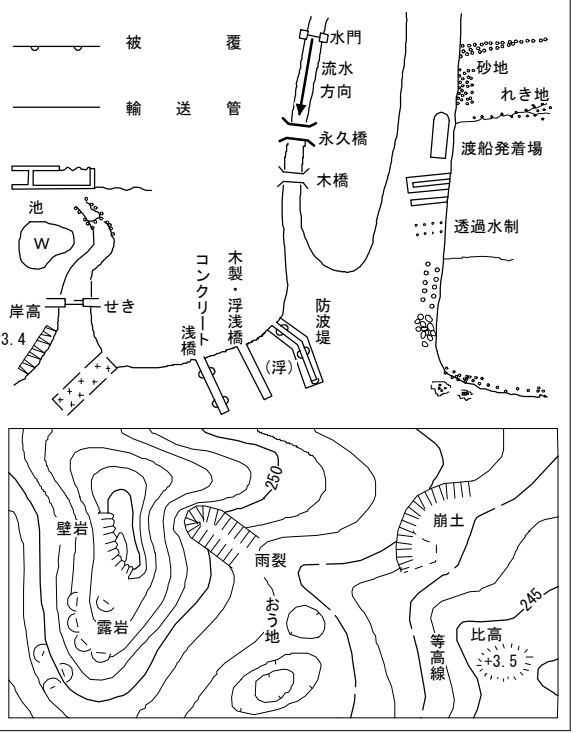 被覆
輸送管
水門
流水
方向
永久橋
木橋
砂地
れき地
渡船発着場
透過水制
池
W
岸高
3.4
せき
コンクリート
浅橋
木製・浮浅橋
(浮)
防波堤
250
壁岩
露岩
雨裂
おう地
崩土
等高線
245
比高
+3.5